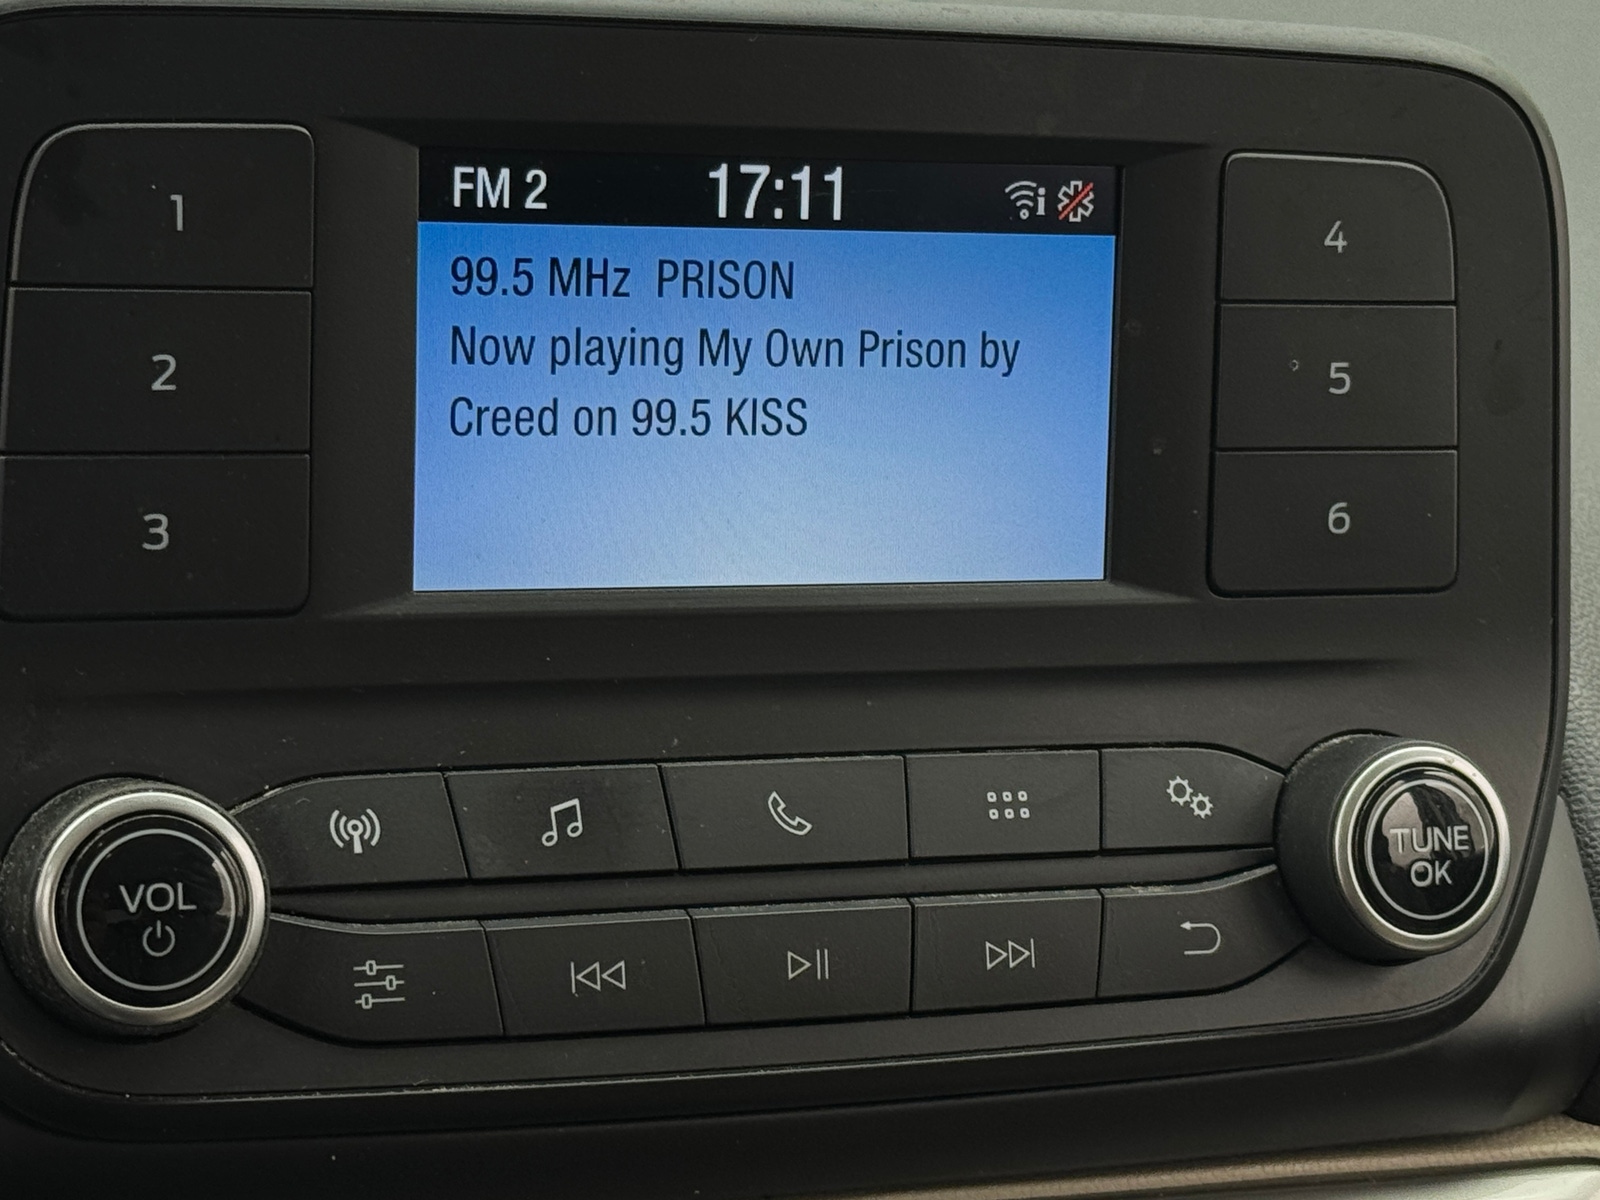 FM 2 17:11
99.5 MHz PRISON
Now playing My Own Prison by
Creed on 99.5 KISS
1
2
3
4
5
6
VOL
TUNE
OK